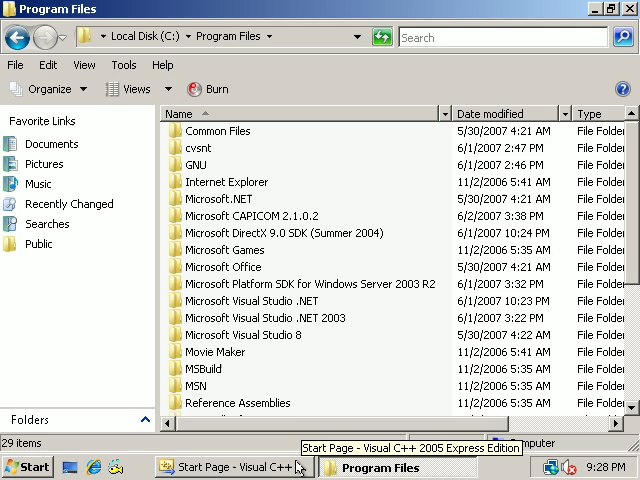 Program Files
Local Disk (C:) Program Files Search
File Edit View Tools Help
Organize Views Burn
Favorite Links
Documents
Pictures
Music
Recently Changed
Searches
Public
Folders
Name Date modified Type
Common Files 5/30/2007 4:21 AM File Folder
cvsnt 6/1/2007 2:47 PM File Folder
GNU 6/1/2007 2:46 PM File Folder
Internet Explorer 11/2/2006 5:41 AM File Folder
Microsoft.NET 5/30/2007 4:21 AM File Folder
Microsoft CAPICOM 2.1.0.2 6/2/2007 3:38 PM File Folder
Microsoft DirectX 9.0 SDK (Summer 2004) 6/1/2007 10:24 PM File Folder
Microsoft Games 11/2/2006 5:35 AM File Folder
Microsoft Office 5/30/2007 4:21 AM File Folder
Microsoft Platform SDK for Windows Server 2003 R2 6/1/2007 3:32 PM File Folder
Microsoft Visual Studio .NET 6/1/2007 10:23 PM File Folder
Microsoft Visual Studio .NET 2003 6/1/2007 3:22 PM File Folder
Microsoft Visual Studio 8 5/30/2007 4:22 AM File Folder
Movie Maker 11/2/2006 5:41 AM File Folder
MSBuild 11/2/2006 5:35 AM File Folder
MSN 11/2/2006 5:35 AM File Folder
Reference Assemblies 11/2/2006 5:35 AM File Folder
29 items Computer
Start Page - Visual C++ 2005 Express Edition
Start Start Page - Visual C++ Program Files 9:28 PM